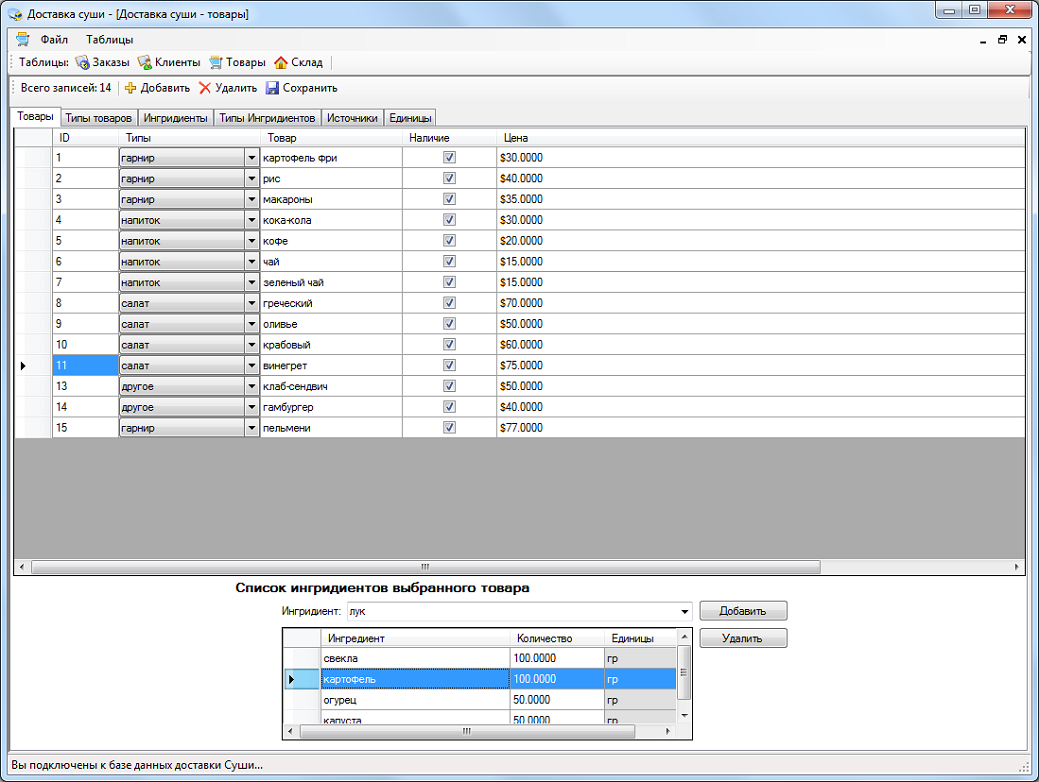 Доставка суши - [Доставка суши - товары]
Файл Таблицы
Таблицы: Заказы Клиенты Товары Склад
Всего записей: 14 Добавить Удалить Сохранить
Товары Типы товаров Ингридиенты Типы Ингридиентов Источники Единицы
ID Типы Товар Наличие Цена
1 гарнир картофель фри $30.0000
2 гарнир рис $40.0000
3 гарнир макароны $35.0000
4 напиток кока-кола $30.0000
5 напиток кофе $20.0000
6 напиток чай $15.0000
7 напиток зеленый чай $15.0000
8 салат греческий $70.0000
9 салат оливье $50.0000
10 салат крабовый $60.0000
11 салат винегрет $75.0000
13 другое клаб-сендвич $50.0000
14 другое гамбургер $40.0000
15 гарнир пельмени $77.0000
Список ингридиентов выбранного товара
Ингридиент: лук Добавить
Удалить
Ингредиент Количество Единицы
свекла 100.0000 гр
картофель 100.0000 гр
огурец 50.0000 гр
капуста 50.0000 гр
Вы подключены к базе данных доставки Суши...